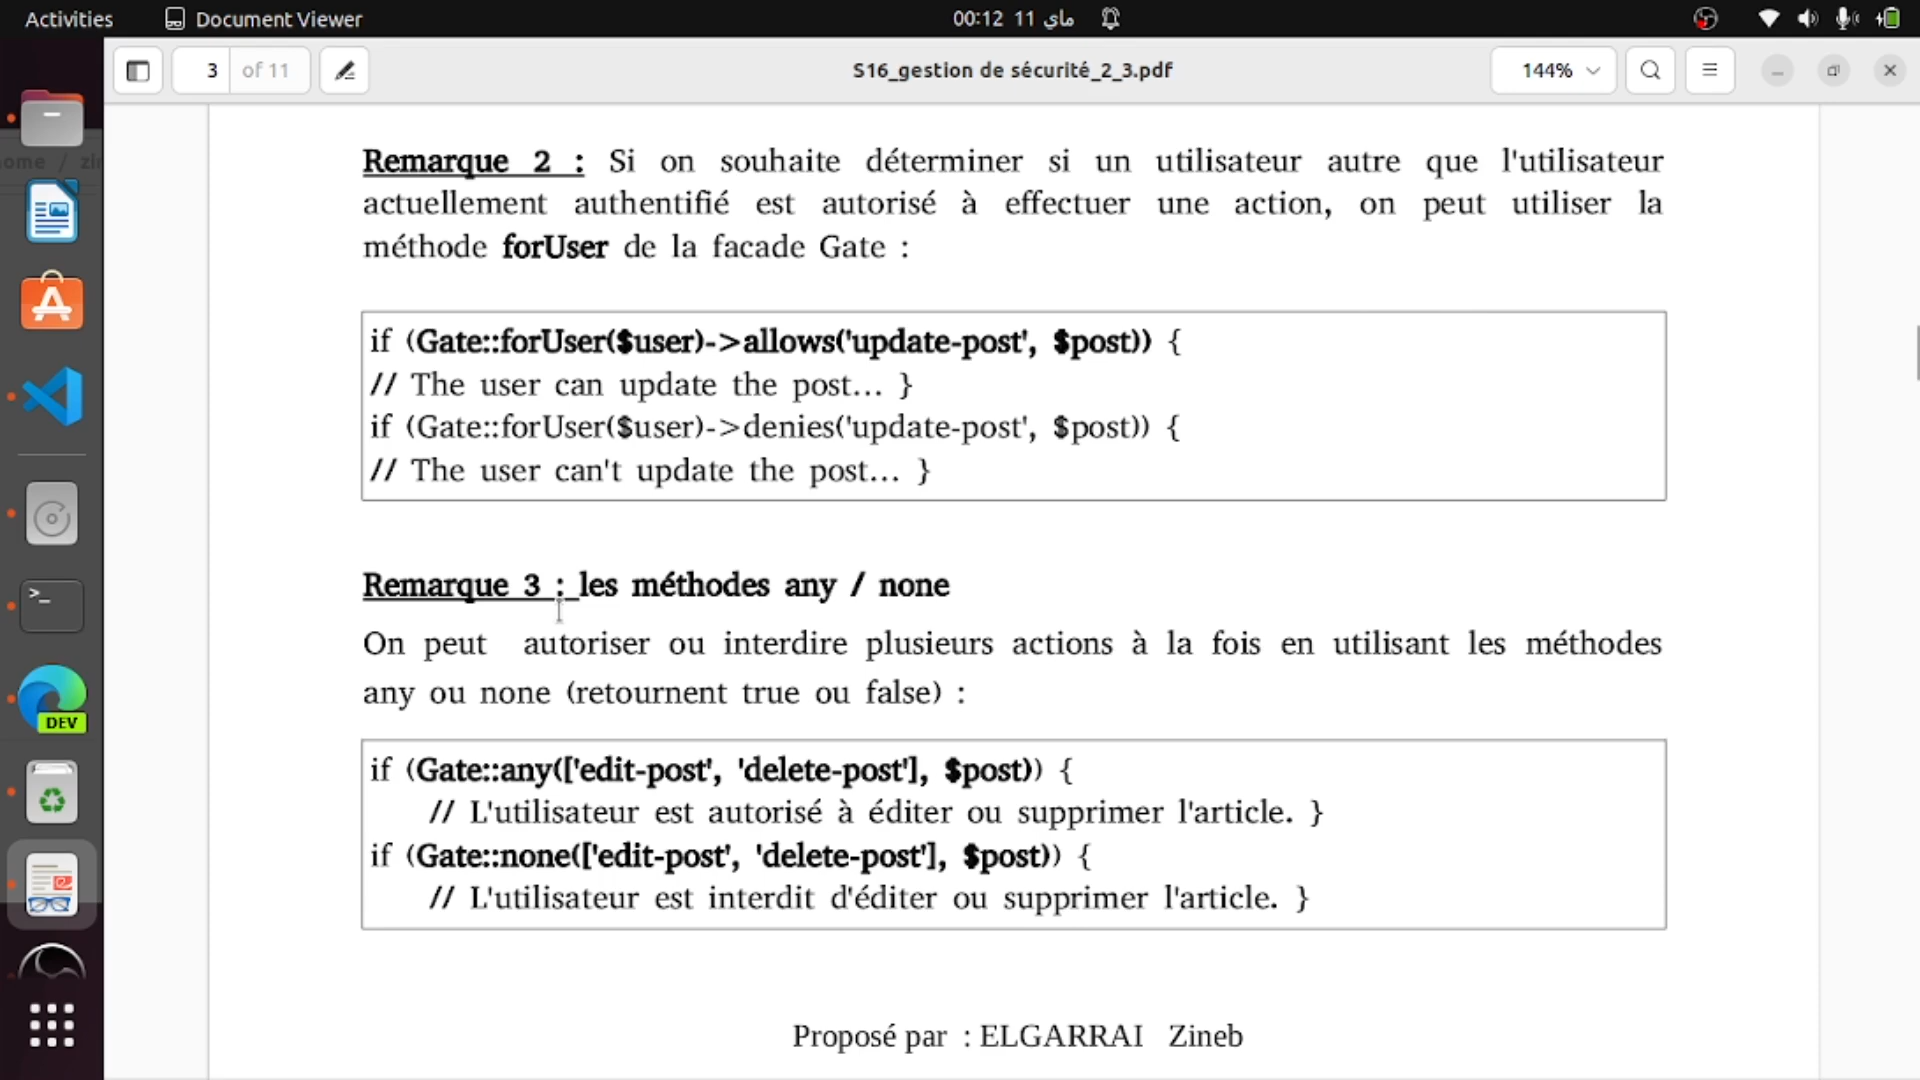 Activities
Document Viewer
00:12 11 ماي
3
of 11
S16_gestion de sécurité_2_3.pdf
144%
Remarque 2 : Si on souhaite déterminer si un utilisateur autre que l'utilisateur
actuellement authentifié est autorisé à effectuer une action, on peut utiliser la
méthode forUser de la facade Gate :
if (Gate::forUser($user)->allows('update-post', $post)) {
// The user can update the post... }
if (Gate::forUser($user)->denies('update-post', $post)) {
// The user can't update the post... }
Remarque 3 : les méthodes any / none
On peut autoriser ou interdire plusieurs actions à la fois en utilisant les méthodes
any ou none (retournent true ou false) :
if (Gate::any(['edit-post', 'delete-post'], $post)) {
// L'utilisateur est autorisé à éditer ou supprimer l'article. }
if (Gate::none(['edit-post', 'delete-post'], $post)) {
// L'utilisateur est interdit d'éditer ou supprimer l'article. }
Proposé par : ELGARRAI Zineb
DEV